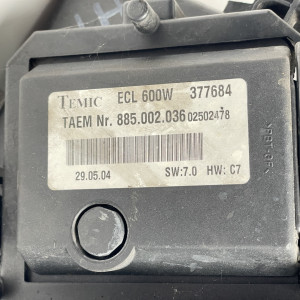 TEMIC ECL 600W 377684
TAEM Nr. 885.002.036 02502478
29.05.04 SW:7.0 HW: C7